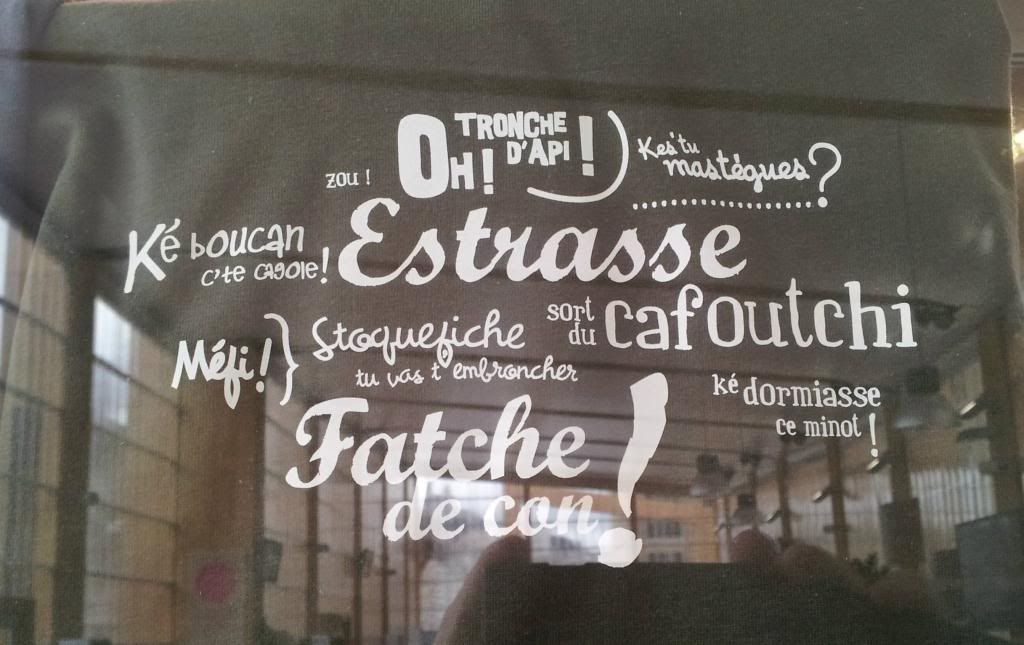 zou !
OH! TRONCHE
D'API !
Kes'tu
mastégues ?
Ké boucan
c'te cagole !
Estrasse
sort
du cafoutchi
Méfi !
Stoquefiche
tu vas t'embroncher
ké dormiasse
ce minot !
Fatche
de con !